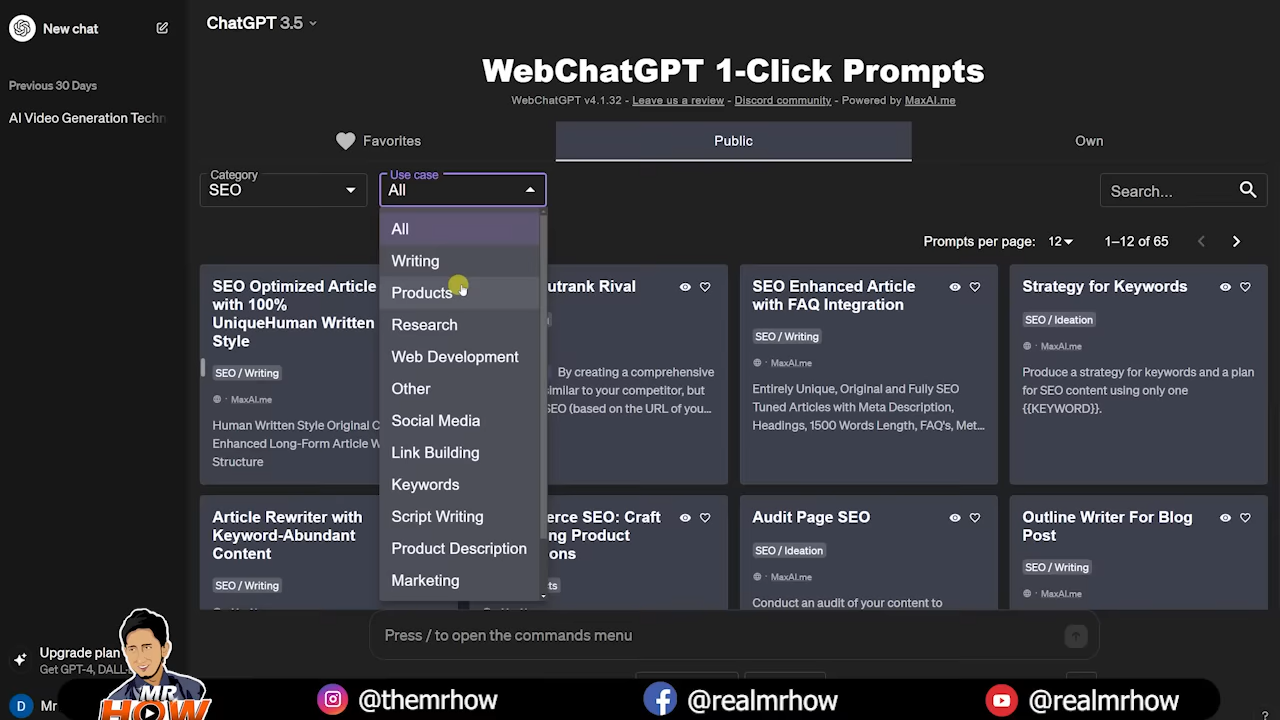 New chat
ChatGPT 3.5
WebChatGPT 1-Click Prompts
WebChatGPT v4.1.32 - Leave us a review - Discord community - Powered by MaxAI.me
Previous 30 Days
AI Video Generation Techn
Favorites
Public
Own
Category
SEO
Use case
All
Search...
All
Writing
Products
Research
Web Development
Other
Social Media
Link Building
Keywords
Script Writing
Product Description
Marketing
Prompts per page: 12
1–12 of 65
SEO Optimized Article
with 100%
UniqueHuman Written
Style
SEO / Writing
MaxAI.me
Human Written Style Original C
Enhanced Long-Form Article W
Structure
utrank Rival
By creating a comprehensive
similar to your competitor, but
SEO (based on the URL of you...
SEO Enhanced Article
with FAQ Integration
SEO / Writing
MaxAI.me
Entirely Unique, Original and Fully SEO
Tuned Articles with Meta Description,
Headings, 1500 Words Length, FAQ's, Met...
Strategy for Keywords
SEO / Ideation
MaxAI.me
Produce a strategy for keywords and a plan
for SEO content using only one
{{KEYWORD}}.
Article Rewriter with
Keyword-Abundant
Content
SEO / Writing
erce SEO: Craft
ng Product
ons
ts
Audit Page SEO
SEO / Ideation
MaxAI.me
Conduct an audit of your content to
Outline Writer For Blog
Post
SEO / Writing
MaxAI.me
Press / to open the commands menu
Upgrade plan
Get GPT-4, DALL·
D Mr
MR
HOW
@themrhow
@realmrhow
@realmrhow